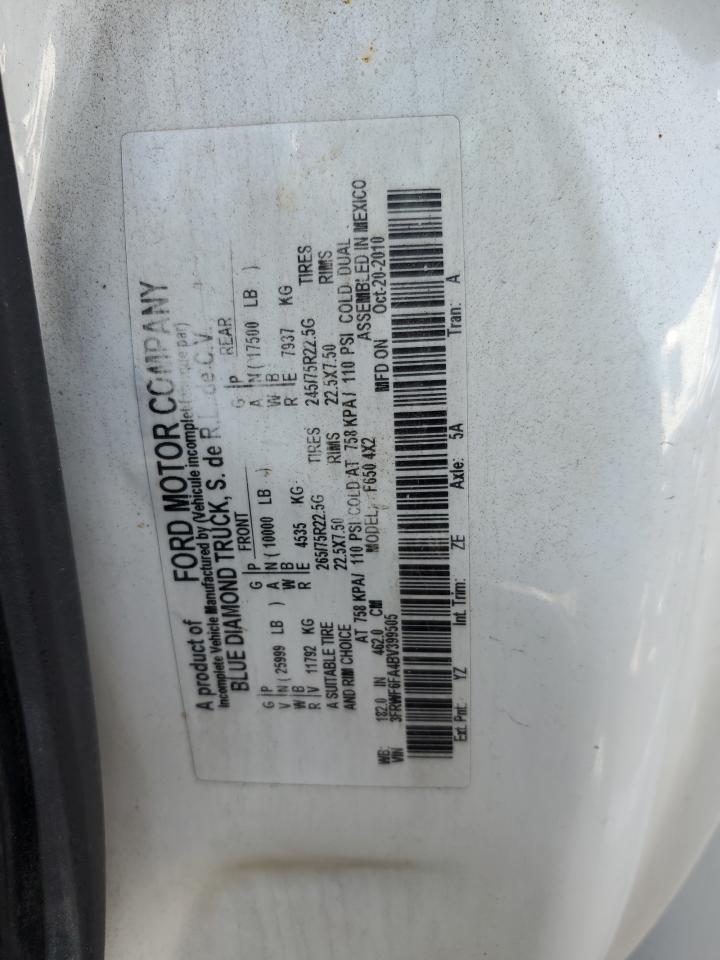 A product of FORD MOTOR COMPANY
Incomplete Vehicle Manufactured by (Vehicule incomplet par)
BLUE DIAMOND TRUCK, S. de R.L. de C.V.
FRONT REAR
G P G P G P
V N ( 25999 LB ) A N ( 10000 LB ) A N ( 17500 LB )
W B W B W B
R V 11792 KG R E 4535 KG R E 7937 KG
A SUITABLE TIRE 265/75R22.5G TIRES 245/75R22.5G TIRES
AND RIM CHOICE 22.5X7.50 RIMS 22.5X7.50 RIMS
AT 758 KPA/ 110 PSI COLD AT 758 KPA/ 110 PSI COLD DUAL
MODEL: F650 4X2 ASSEMBLED IN MEXICO
WB: 182.0 IN 462.0 CM MFD ON Oct-20-2010
VIN 3FRWF6FA4BV399505
Ext. Pnt: YZ Int. Trim: ZE Axle: 5A Tran: A